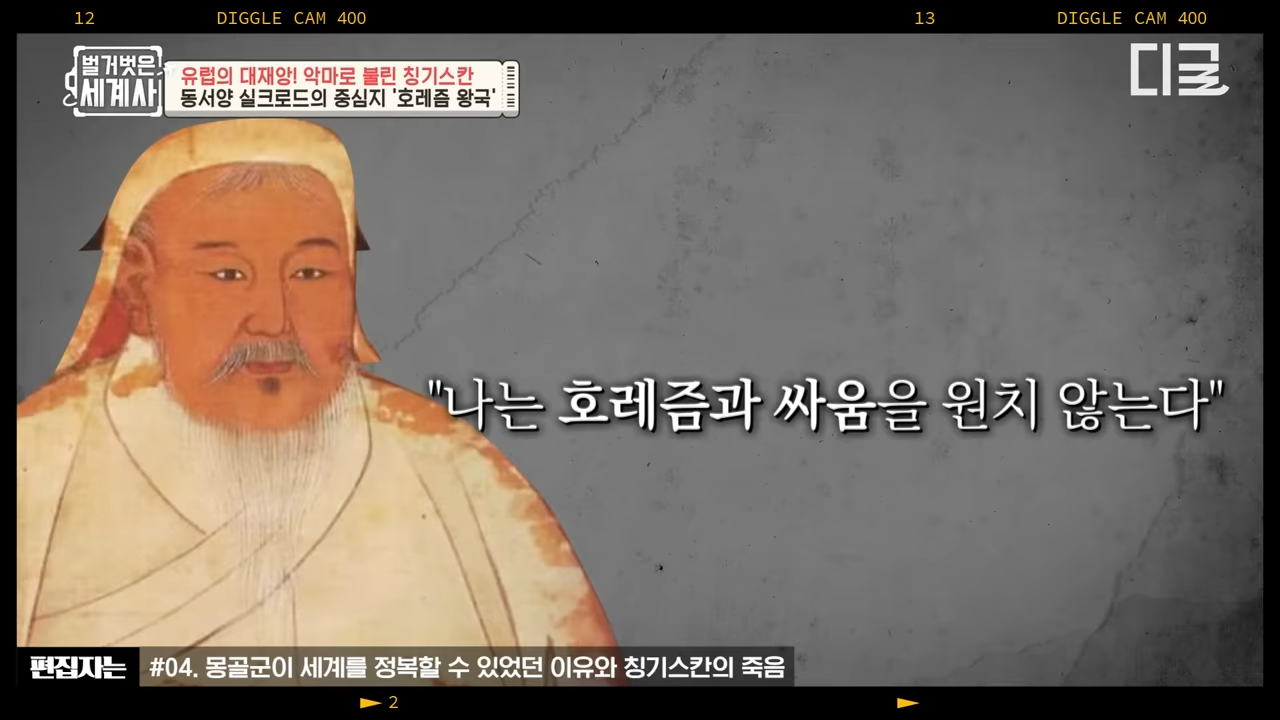 12
DIGGLE CAM 400
13
DIGGLE CAM 400
벌거벗은
세계사
유럽의 대재앙! 악마로 불린 칭기스칸
동서양 실크로드의 중심지 '호레즘 왕국'
디글
"나는 호레즘과 싸움을 원치 않는다"
편집자는
#04. 몽골군이 세계를 정복할 수 있었던 이유와 칭기스칸의 죽음
2